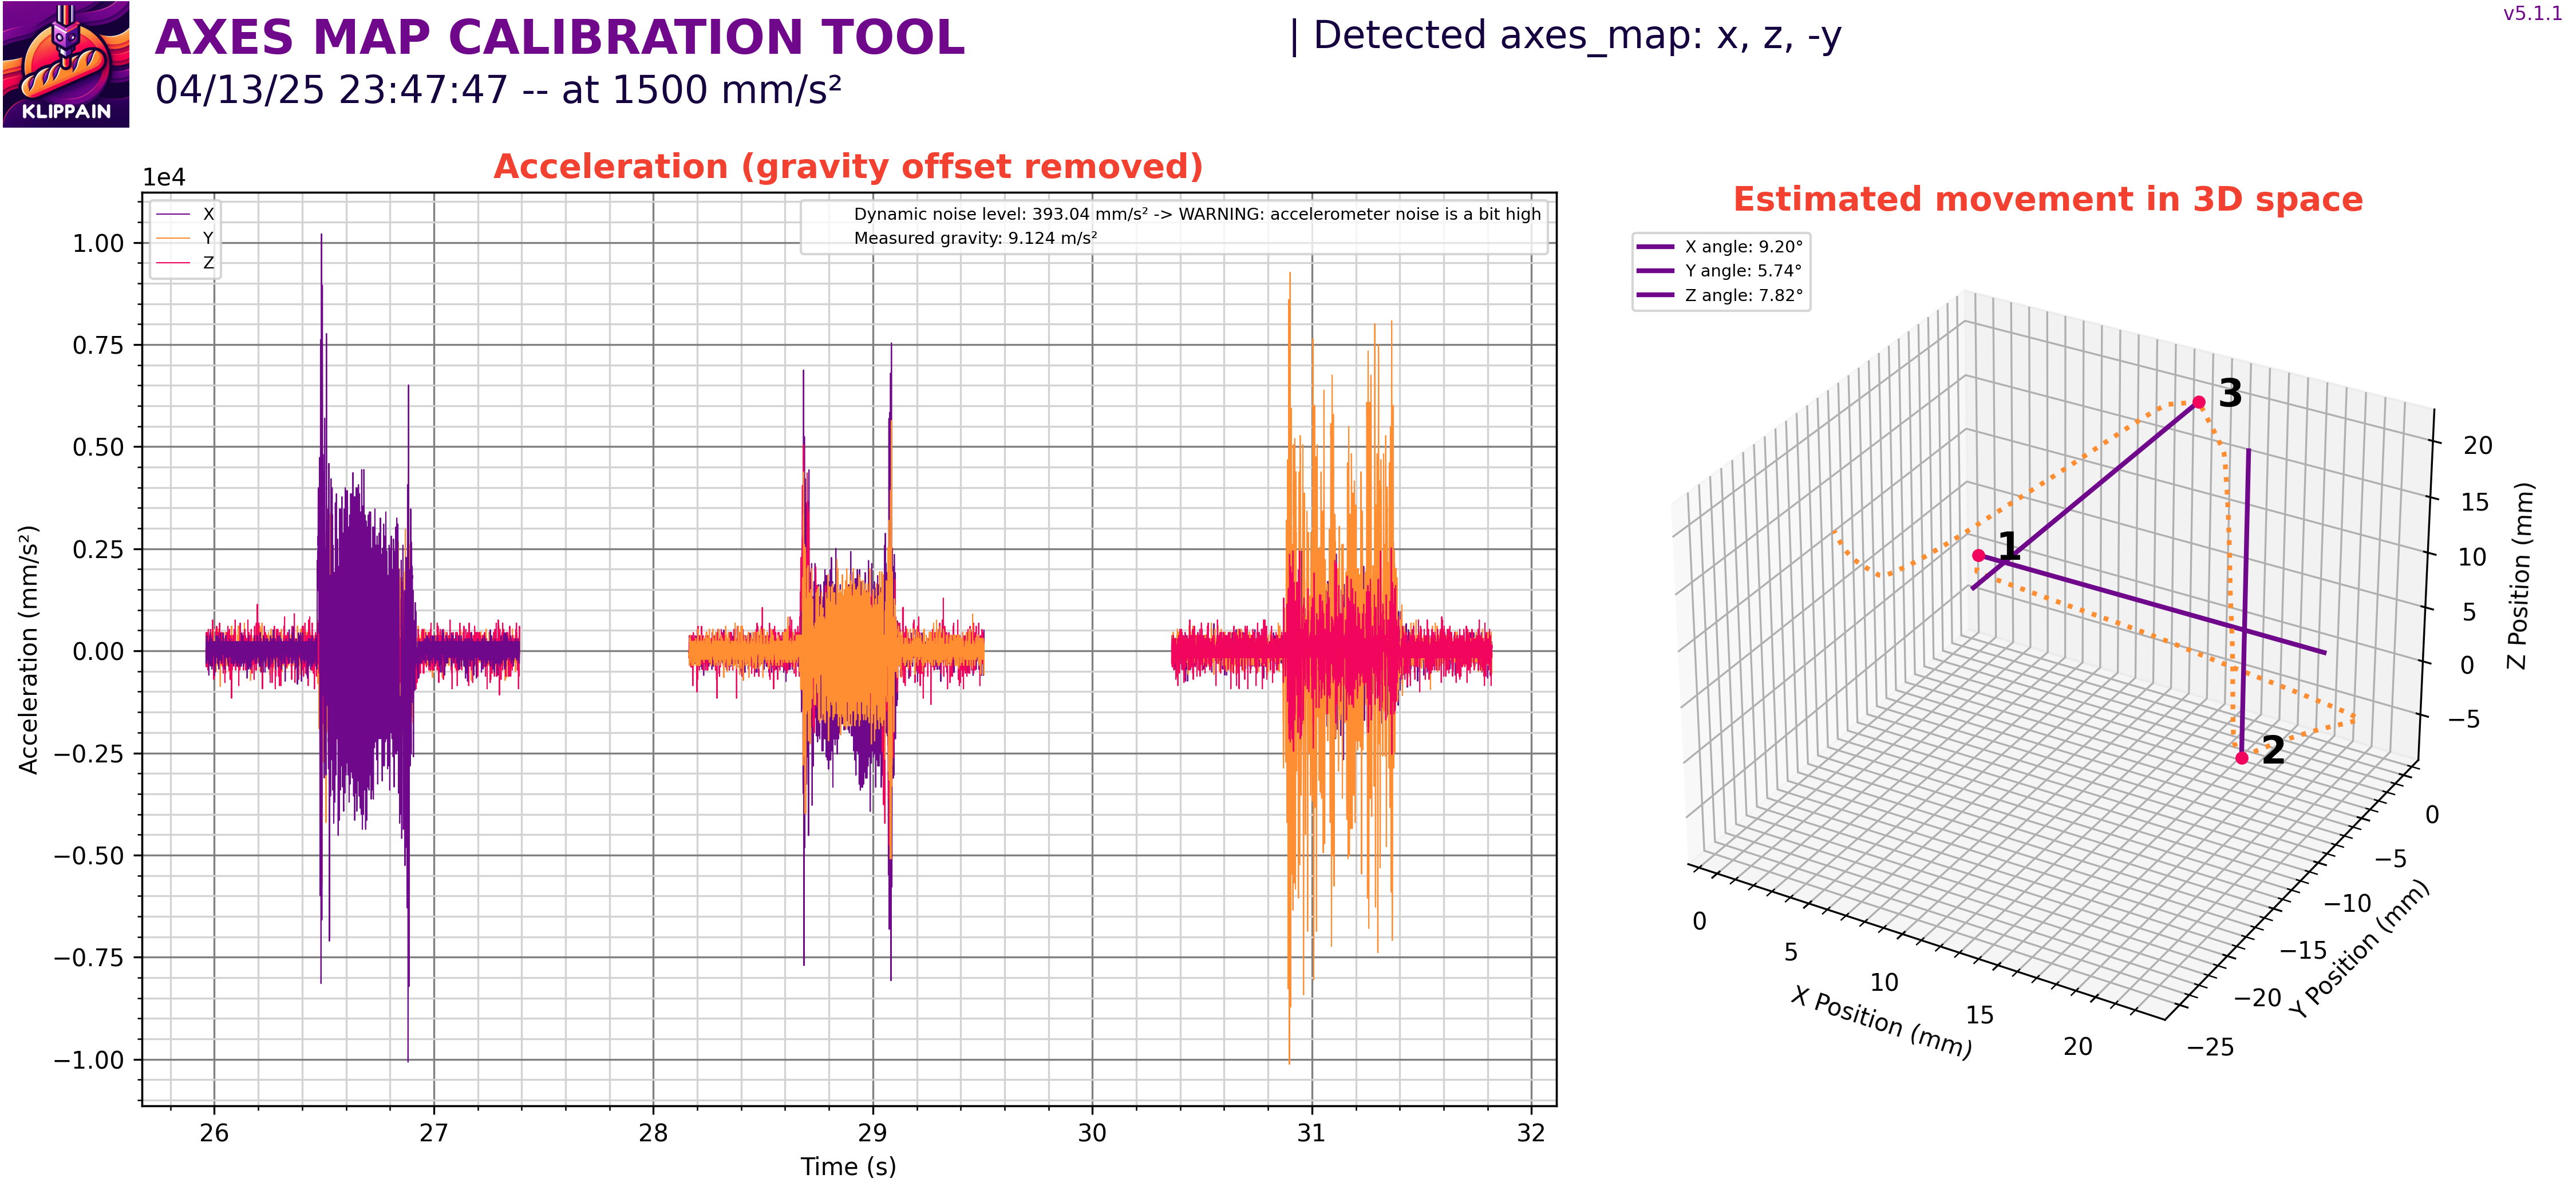 KLIPPAIN
AXES MAP CALIBRATION TOOL
04/13/25 23:47:47 -- at 1500 mm/s²
| Detected axes_map: x, z, -y
v5.1.1
Acceleration (gravity offset removed)
1e4
X
Y
Z
Dynamic noise level: 393.04 mm/s² -> WARNING: accelerometer noise is a bit high
Measured gravity: 9.124 m/s²
1.00
0.75
0.50
0.25
0.00
−0.25
−0.50
−0.75
−1.00
Acceleration (mm/s²)
26
27
28
29
30
31
32
Time (s)
Estimated movement in 3D space
X angle: 9.20°
Y angle: 5.74°
Z angle: 7.82°
1
2
3
20
15
10
5
0
−5
Z Position (mm)
0
−5
−10
−15
−20
−25
Y Position (mm)
0
5
10
15
20
X Position (mm)